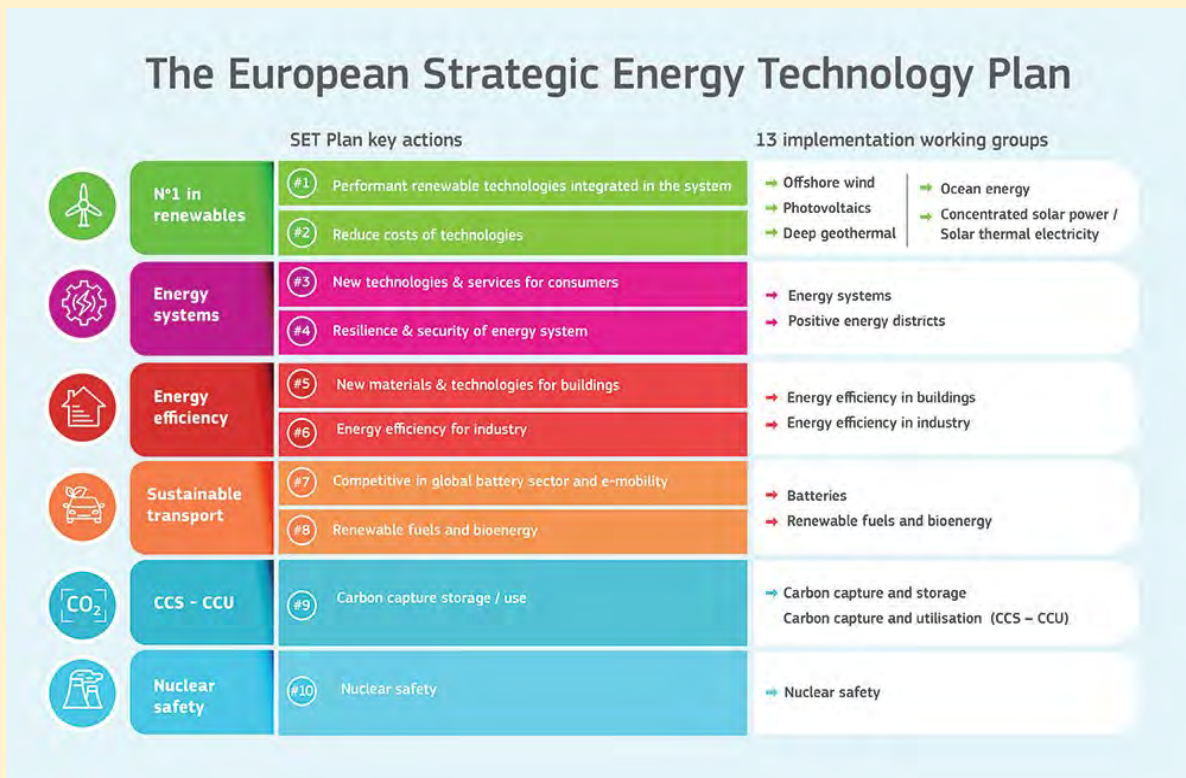 The European Strategic Energy Technology Plan
SET Plan key actions
13 implementation working groups
N°1 in
renewables
#1 Performant renewable technologies integrated in the system
#2 Reduce costs of technologies
Offshore wind
Photovoltaics
Deep geothermal
Ocean energy
Concentrated solar power /
Solar thermal electricity
Energy
systems
#3 New technologies & services for consumers
#4 Resilience & security of energy system
Energy systems
Positive energy districts
Energy
efficiency
#5 New materials & technologies for buildings
#6 Energy efficiency for industry
Energy efficiency in buildings
Energy efficiency in industry
Sustainable
transport
#7 Competitive in global battery sector and e-mobility
#8 Renewable fuels and bioenergy
Batteries
Renewable fuels and bioenergy
CO₂
CCS - CCU
#9 Carbon capture storage / use
Carbon capture and storage
Carbon capture and utilisation (CCS – CCU)
Nuclear
safety
#10 Nuclear safety
Nuclear safety